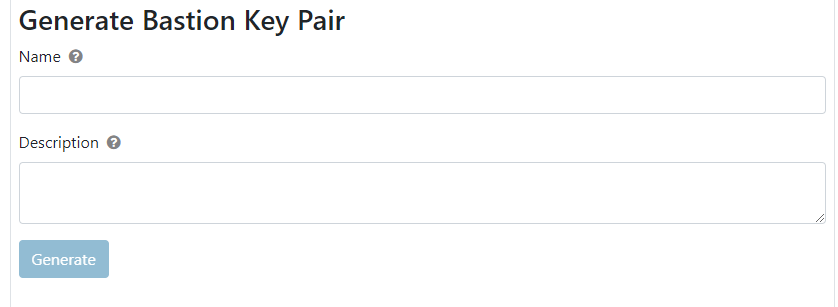 Generate Bastion Key Pair
Name
Description
Generate